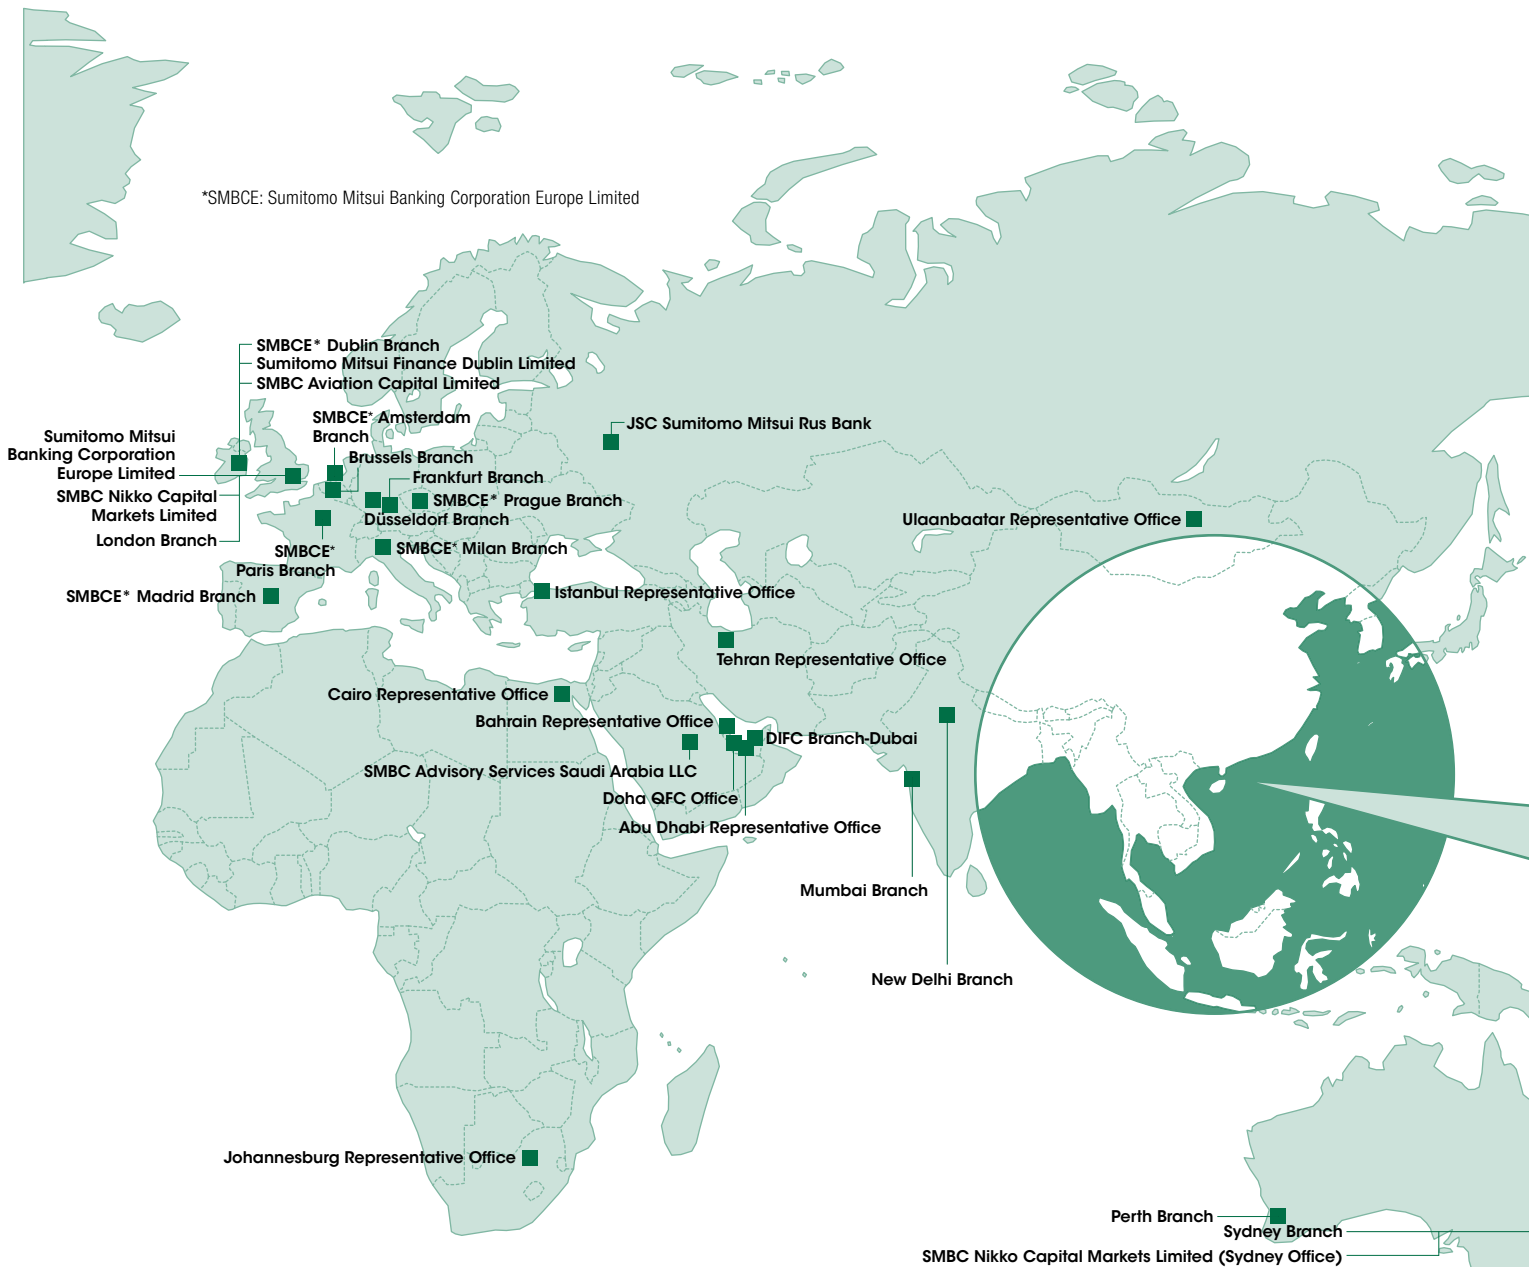 *SMBCE: Sumitomo Mitsui Banking Corporation Europe Limited
SMBCE* Dublin Branch
Sumitomo Mitsui Finance Dublin Limited
SMBC Aviation Capital Limited
SMBCE* Amsterdam
Branch
JSC Sumitomo Mitsui Rus Bank
Sumitomo Mitsui
Banking Corporation
Europe Limited
Brussels Branch
Frankfurt Branch
SMBC Nikko Capital
Markets Limited
SMBCE* Prague Branch
Düsseldorf Branch
Ulaanbaatar Representative Office
London Branch
SMBCE*
Paris Branch
SMBCE* Milan Branch
SMBCE* Madrid Branch
Istanbul Representative Office
Tehran Representative Office
Cairo Representative Office
Bahrain Representative Office
DIFC Branch-Dubai
SMBC Advisory Services Saudi Arabia LLC
Doha QFC Office
Abu Dhabi Representative Office
Mumbai Branch
New Delhi Branch
Johannesburg Representative Office
Perth Branch
Sydney Branch
SMBC Nikko Capital Markets Limited (Sydney Office)